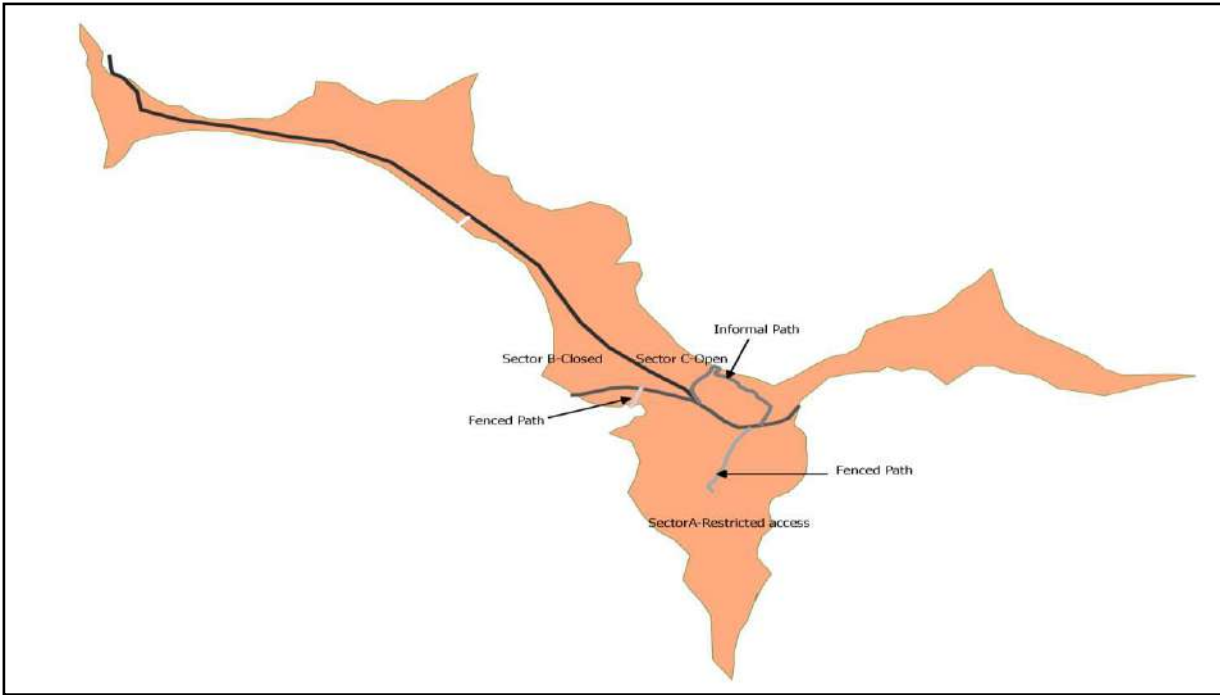 Informal Path
Sector B-Closed
Sector C-Open
Fenced Path
Fenced Path
SectorA-Restricted access